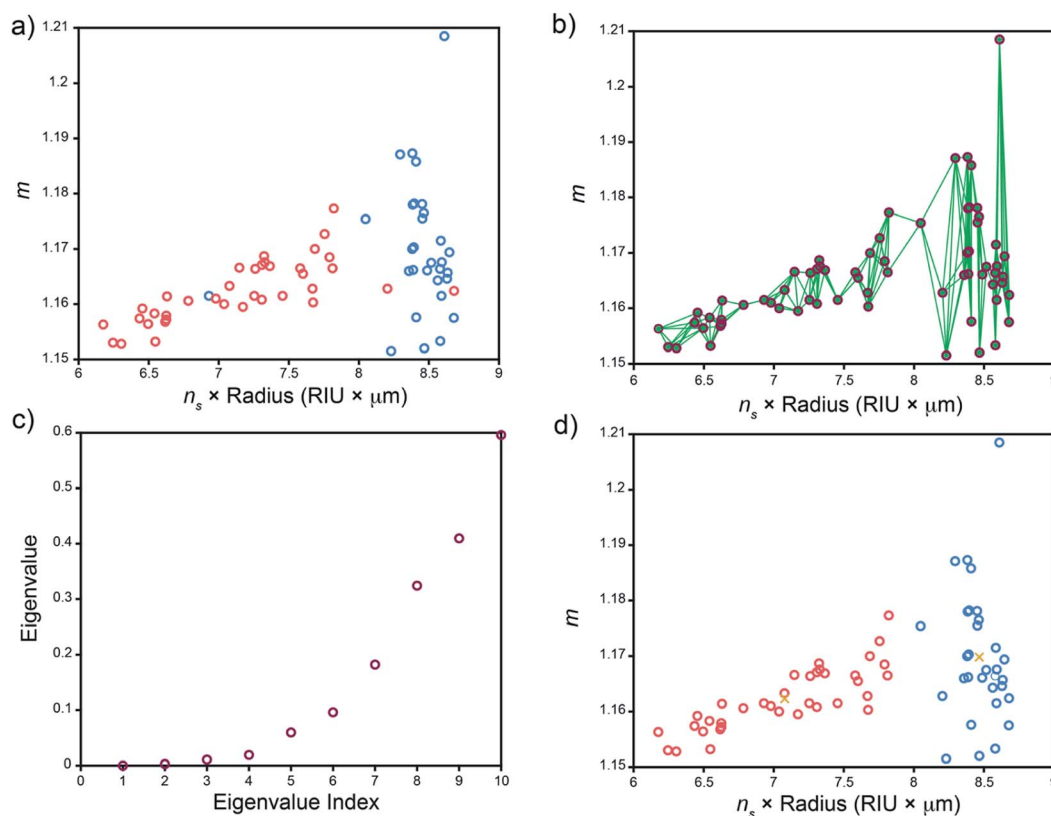 a)
1.21
1.2
1.19
1.18
1.17
1.16
1.15
m
6 6.5 7 7.5 8 8.5 9
nₛ × Radius (RIU × μm)
b)
1.21
1.2
1.19
1.18
1.17
1.16
1.15
m
6 6.5 7 7.5 8 8.5 9
nₛ × Radius (RIU × μm)
c)
0.6
0.5
0.4
0.3
0.2
0.1
0
Eigenvalue
0 1 2 3 4 5 6 7 8 9 10
Eigenvalue Index
d)
1.21
1.2
1.19
1.18
1.17
1.16
1.15
m
6 6.5 7 7.5 8 8.5 9
nₛ × Radius (RIU × μm)